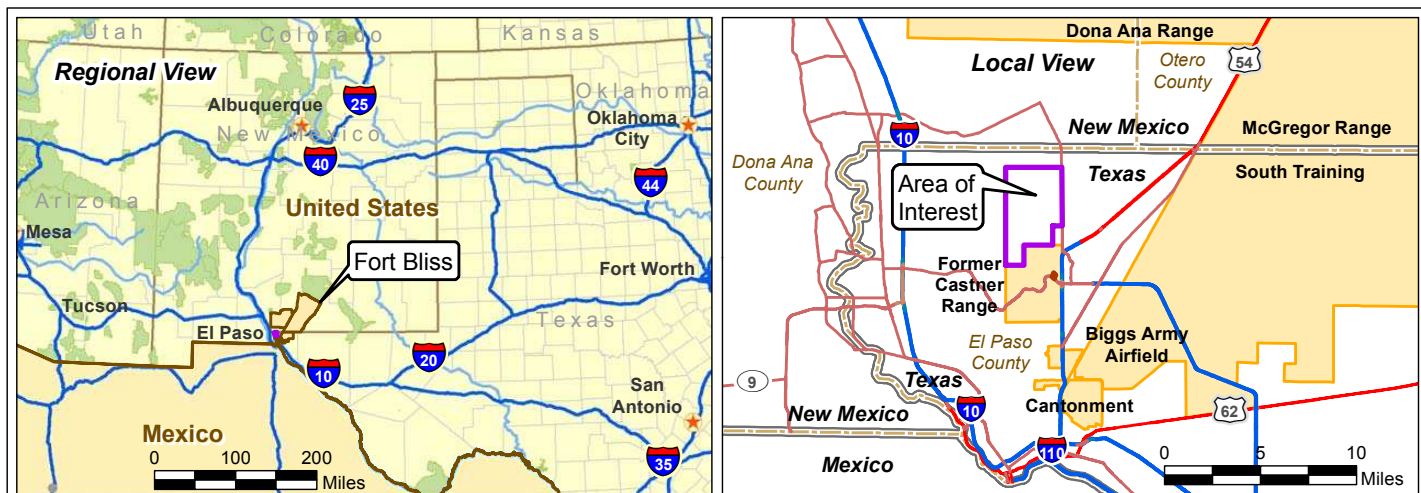 Utah
Colorado
Kansas
Regional View
Albuquerque
25
Oklahoma
New Mexico
Oklahoma
City
40
44
Arizona
United States
Mesa
Fort Bliss
Fort Worth
Tucson
Texas
El Paso
20
10
San
Antonio
Mexico
35
0 100 200
Miles
Dona Ana Range
Local View
Otero
County
54
10
New Mexico
McGregor Range
Dona Ana
County
Texas
South Training
Area of
Interest
Former
Castner
Range
Biggs Army
Airfield
El Paso
County
9
Texas
10
New Mexico
Cantonment
62
Mexico
110
0 5 10
Miles